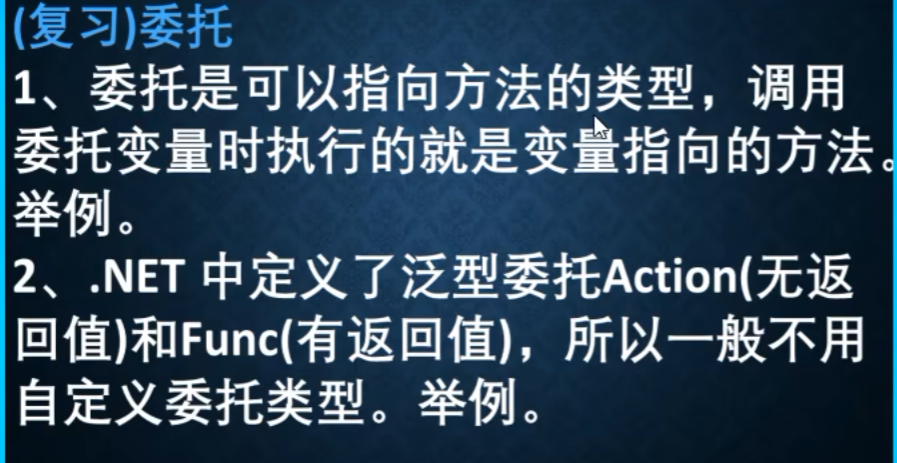 (复习)委托
1、委托是可以指向方法的类型，调用
委托变量时执行的就是变量指向的方法。
举例。
2、.NET 中定义了泛型委托Action(无返
回值)和Func(有返回值)，所以一般不用
自定义委托类型。举例。